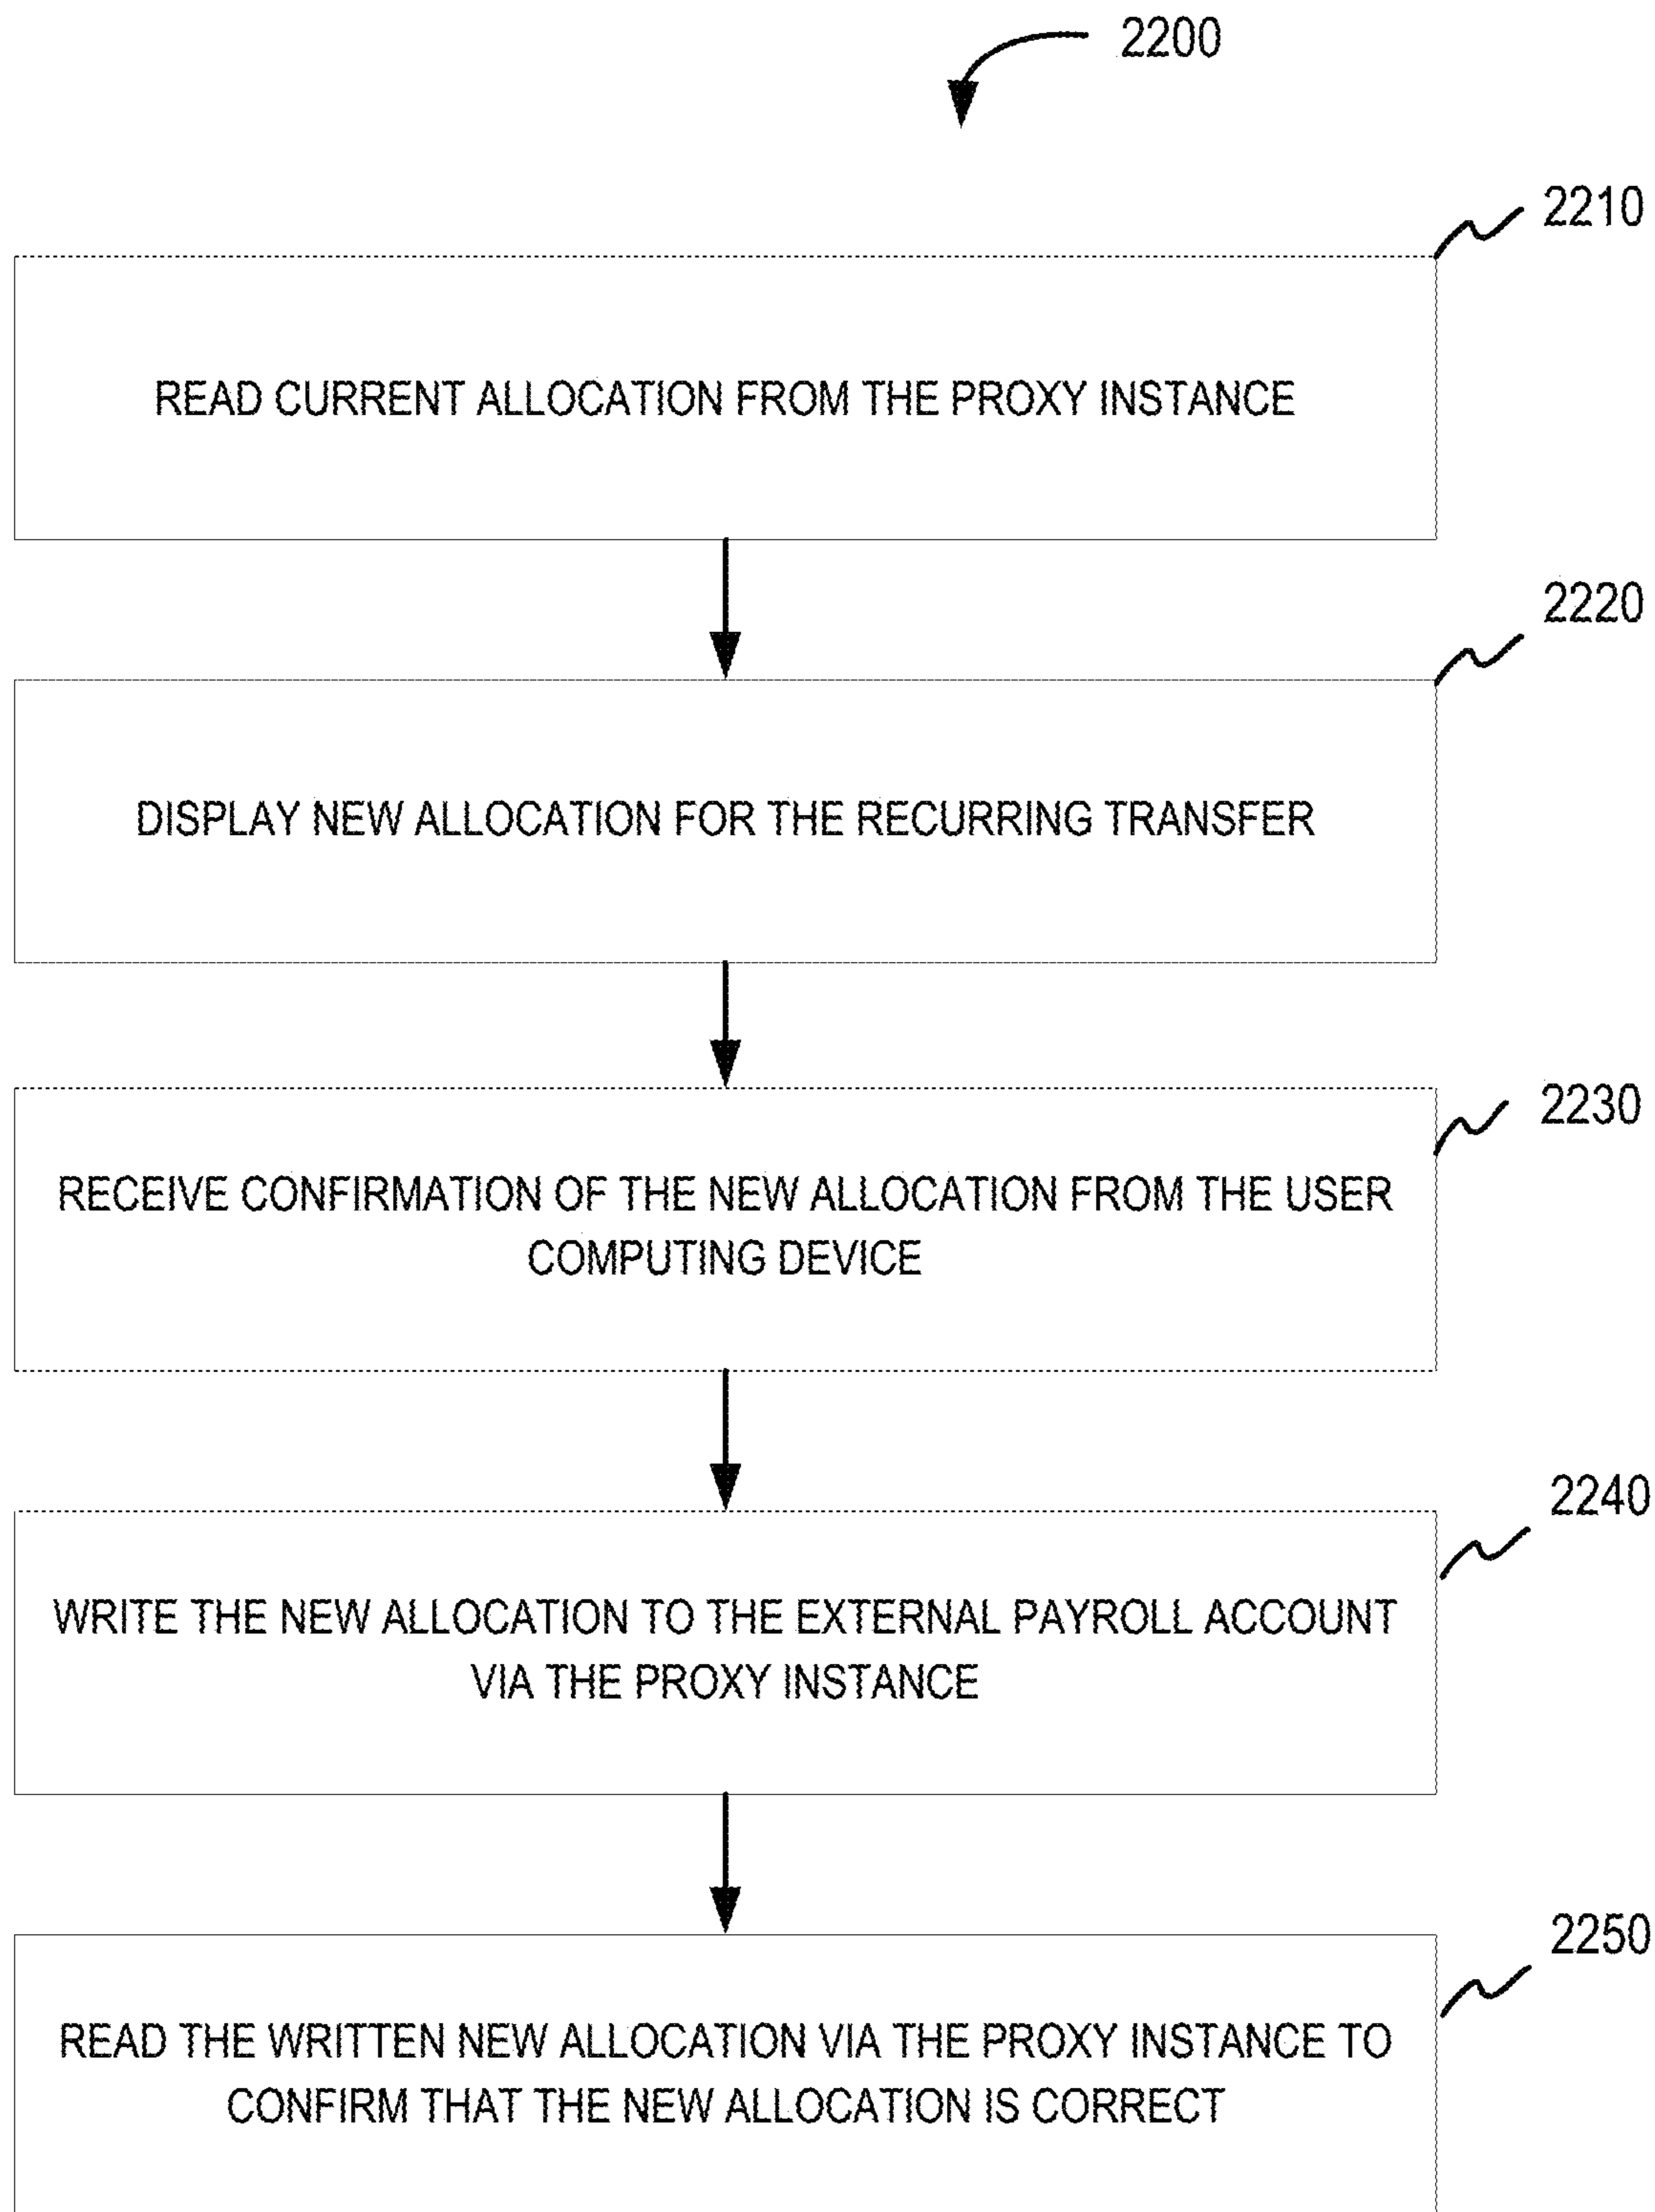 2200
2210
READ CURRENT ALLOCATION FROM THE PROXY INSTANCE
2220
DISPLAY NEW ALLOCATION FOR THE RECURRING TRANSFER
2230
RECEIVE CONFIRMATION OF THE NEW ALLOCATION FROM THE USER
COMPUTING DEVICE
2240
WRITE THE NEW ALLOCATION TO THE EXTERNAL PAYROLL ACCOUNT
VIA THE PROXY INSTANCE
2250
READ THE WRITTEN NEW ALLOCATION VIA THE PROXY INSTANCE TO
CONFIRM THAT THE NEW ALLOCATION IS CORRECT